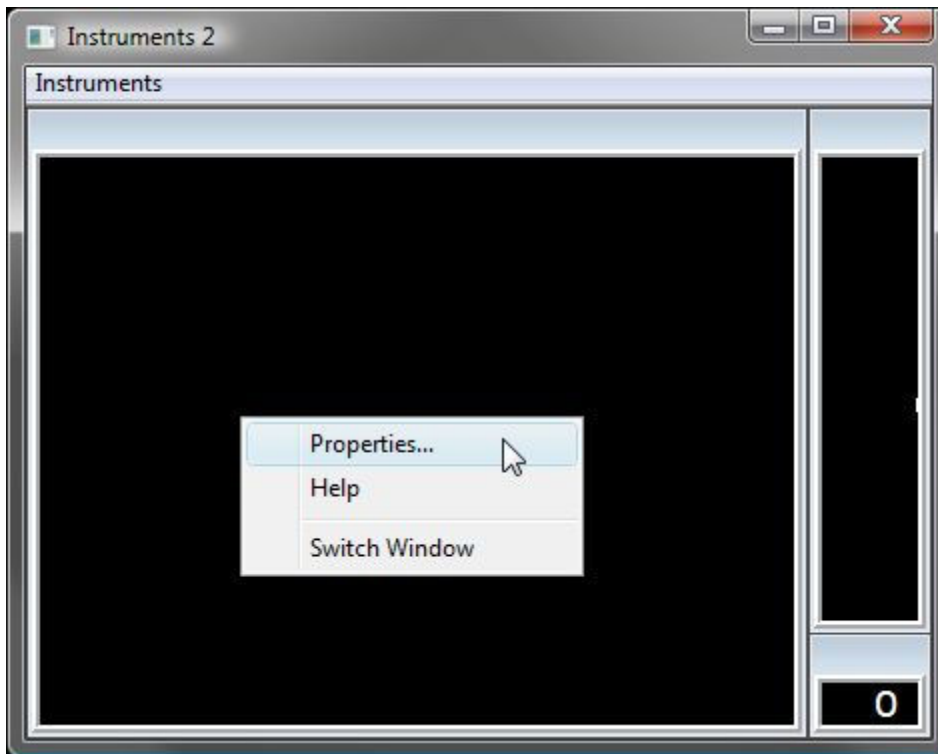 Instruments 2
Instruments
Properties...
Help
Switch Window
0